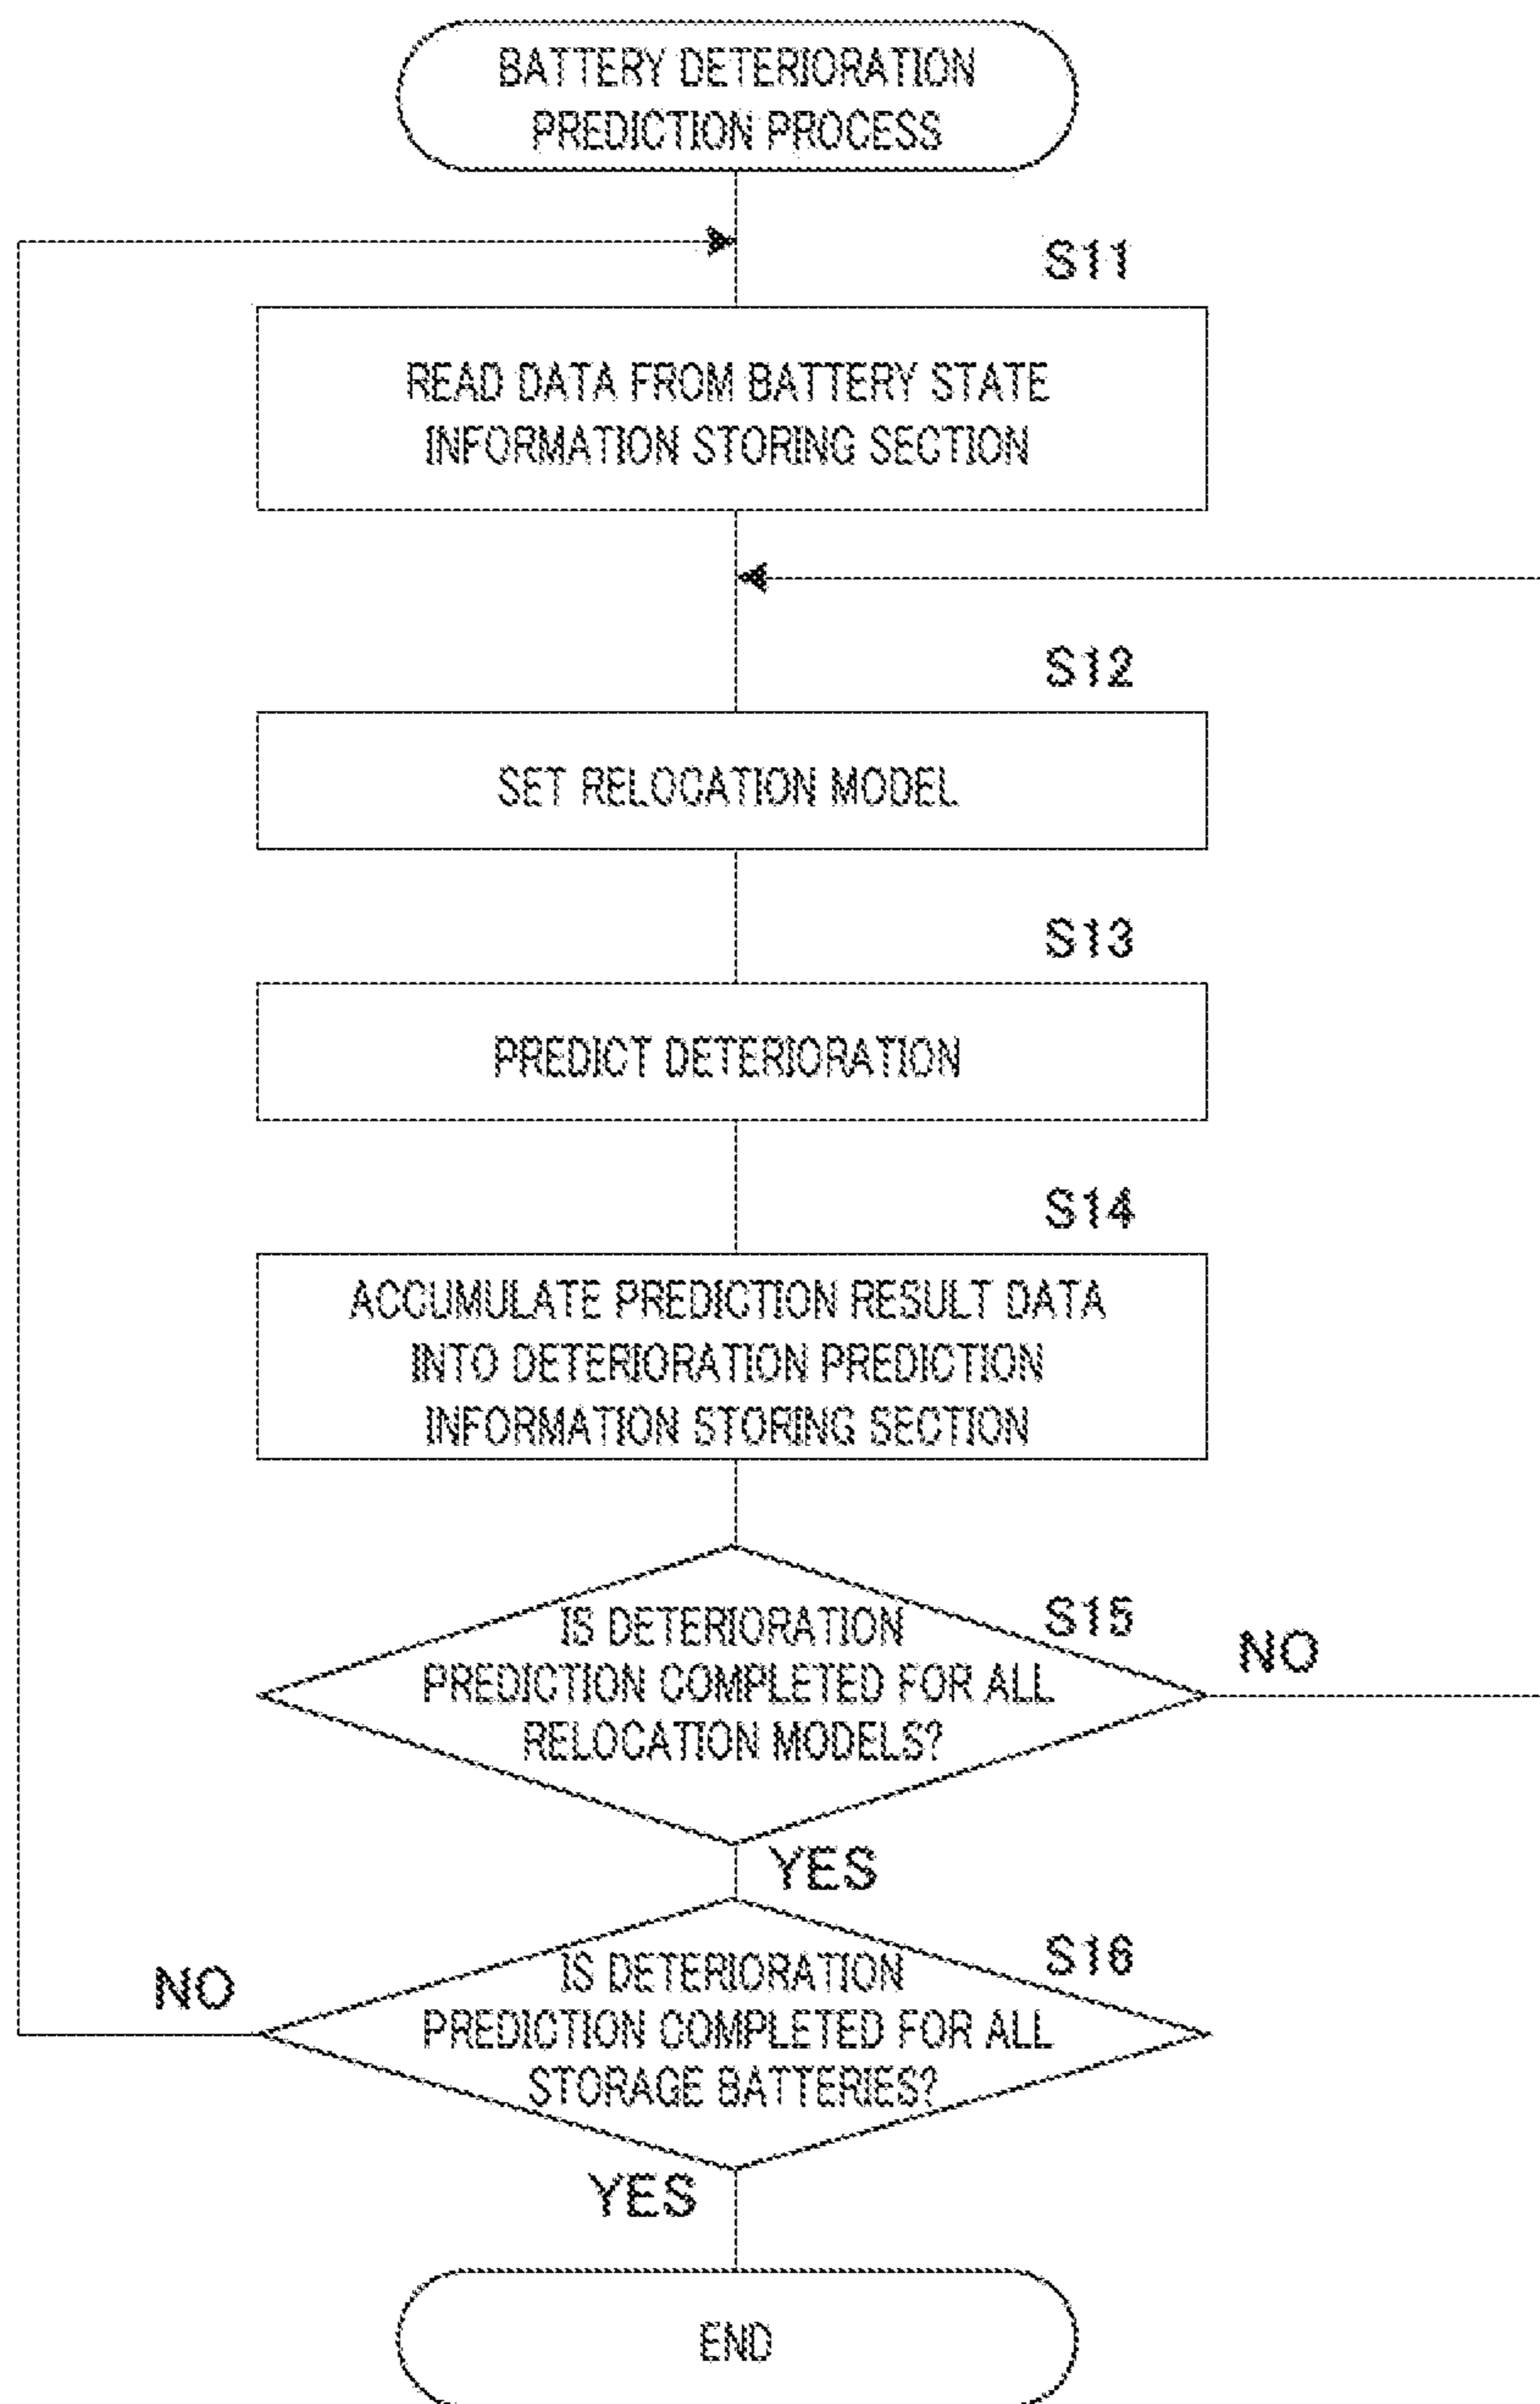 BATTERY DETERIORATION
PREDICTION PROCESS
S11
READ DATA FROM BATTERY STATE
INFORMATION STORING SECTION
S12
SET RELOCATION MODEL
S13
PREDICT DETERIORATION
S14
ACCUMULATE PREDICTION RESULT DATA
INTO DETERIORATION PREDICTION
INFORMATION STORING SECTION
S15
IS DETERIORATION
PREDICTION COMPLETED FOR ALL
RELOCATION MODELS?
NO
YES
S16
IS DETERIORATION
PREDICTION COMPLETED FOR ALL
STORAGE BATTERIES?
NO
YES
END